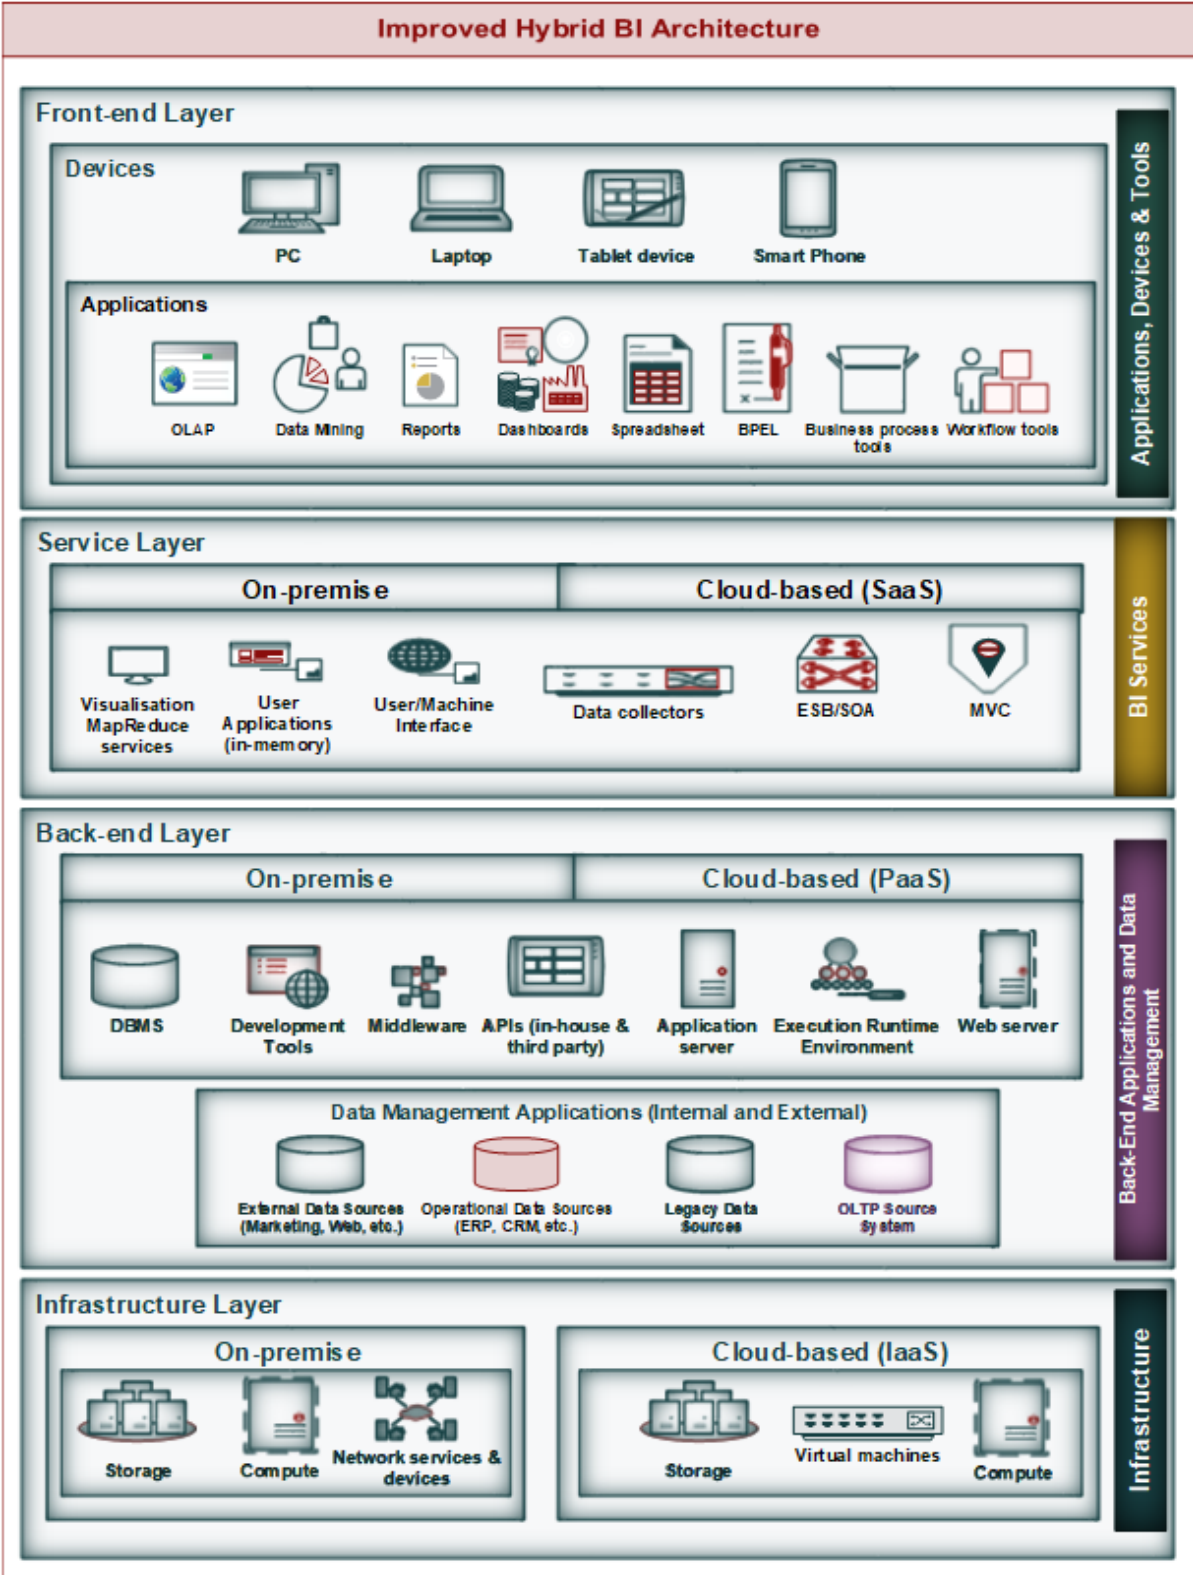 Improved Hybrid BI Architecture
Front-end Layer
Applications, Devices & Tools
Devices
PC
Laptop
Tablet device
Smart Phone
Applications
OLAP
Data Mining
Reports
Dashboards
Spreadsheet
BPEL
Business process
tools
Workflow tools
Service Layer
BI Services
On-premise
Cloud-based (SaaS)
Visualisation
MapReduce
services
User
Applications
(in-memory)
User/Machine
Interface
Data collectors
ESB/SOA
MVC
Back-end Layer
Back-End Applications and Data
Management
On-premise
Cloud-based (PaaS)
DBMS
Development
Tools
Middleware
APIs (in-house &
third party)
Application
server
Execution Runtime
Environment
Web server
Data Management Applications (Internal and External)
External Data Sources
(Marketing, Web, etc.)
Operational Data Sources
(ERP, CRM, etc.)
Legacy Data
Sources
OLTP Source
System
Infrastructure Layer
Infrastructure
On-premise
Storage
Compute
Network services &
devices
Cloud-based (IaaS)
Storage
Virtual machines
Compute